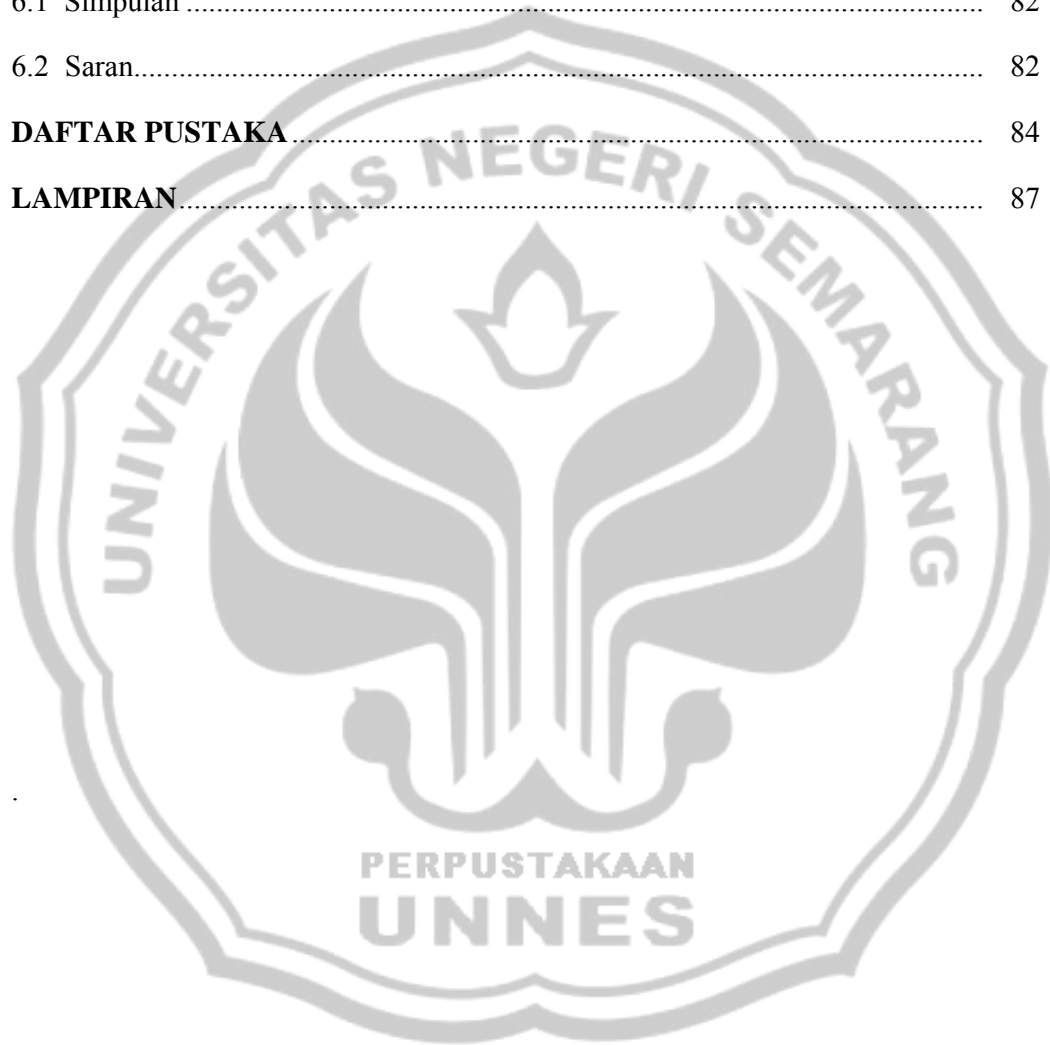 6.1 Simpulan ........................................................................................................ 82
6.2 Saran............................................................................................................... 82
DAFTAR PUSTAKA ........................................................................................... 84
LAMPIRAN.......................................................................................................... 87
UNIVERSITAS NEGERI SEMARANG
.
PERPUSTAKAAN
UNNES